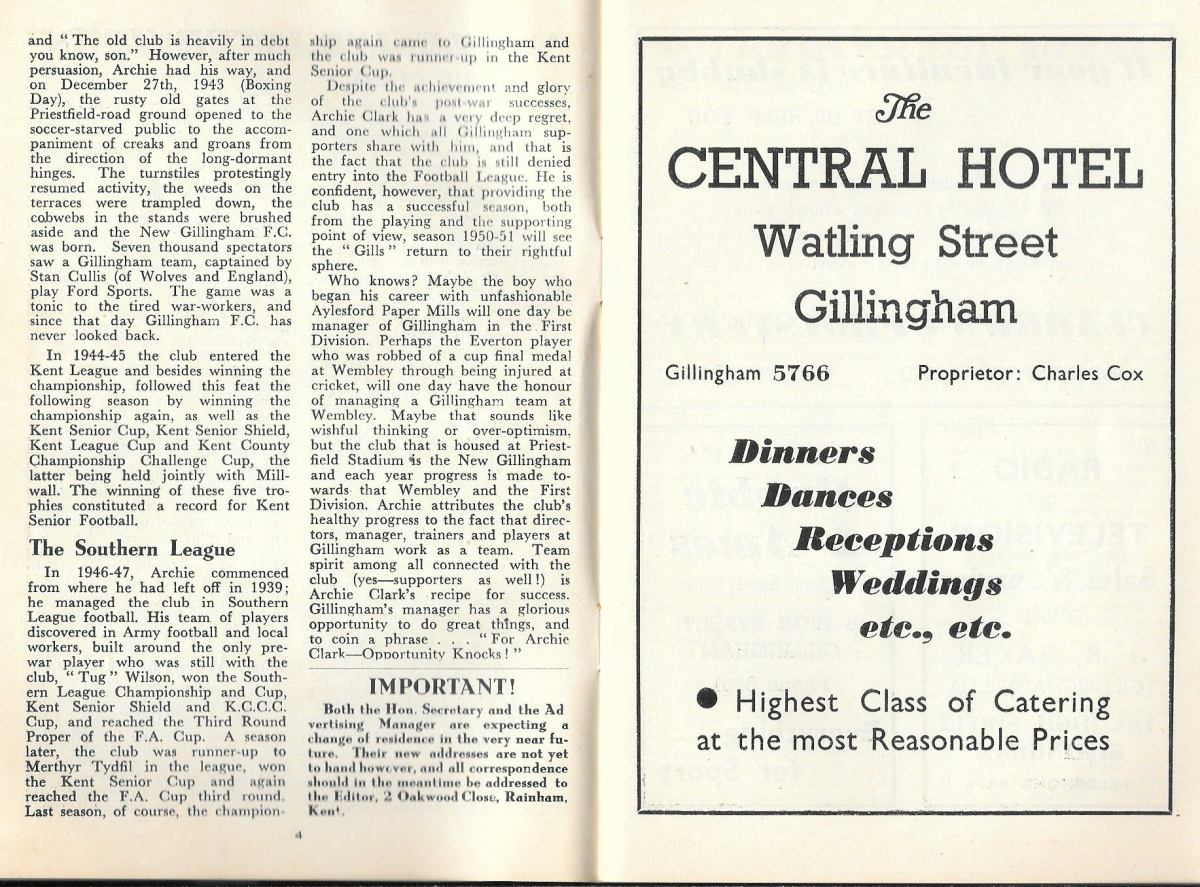 and “ The old club is heavily in debt
you know, son.” However, after much
persuasion, Archie had his way, and
on December 27th, 1943 (Boxing
Day), the rusty old gates at the
Priestfield-road ground opened to the
soccer-starved public to the accom-
paniment of creaks and groans from
the direction of the long-dormant
hinges. The turnstiles protestingly
resumed activity, the weeds on the
terraces were trampled down, the
cobwebs in the stands were brushed
aside and the New Gillingham F.C.
was born. Seven thousand spectators
saw a Gillingham team, captained by
Stan Cullis (of Wolves and England),
play Ford Sports. The game was a
tonic to the tired war-workers, and
since that day Gillingham F.C. has
never looked back.
In 1944-45 the club entered the
Kent League and besides winning the
championship, followed this feat the
following season by winning the
championship again, as well as the
Kent Senior Cup, Kent Senior Shield,
Kent League Cup and Kent County
Championship Challenge Cup, the
latter being held jointly with Mill-
wall. The winning of these five tro-
phies constituted a record for Kent
Senior Football.
The Southern League
In 1946-47, Archie commenced
from where he had left off in 1939;
he managed the club in Southern
League football. His team of players
discovered in Army football and local
workers, built around the only pre-
war player who was still with the
club, “ Tug ” Wilson, won the South-
ern League Championship and Cup,
Kent Senior Shield and K.C.C.C.
Cup, and reached the Third Round
Proper of the F.A. Cup. A season
later, the club was runner-up to
Merthyr Tydfil in the league, won
the Kent Senior Cup and again
reached the F.A. Cup third round.
Last season, of course, the champion-
ship again came to Gillingham and
the club was runner-up in the Kent
Senior Cup.
Despite the achievement and glory
of the club's post-war successes,
Archie Clark has a very deep regret,
and one which all Gillingham sup-
porters share with him, and that is
the fact that the club is still denied
entry into the Football League. He is
confident, however, that providing the
club has a successful season, both
from the playing and the supporting
point of view, season 1950-51 will see
the “ Gills ” return to their rightful
sphere.
Who knows? Maybe the boy who
began his career with unfashionable
Aylesford Paper Mills will one day be
manager of Gillingham in the First
Division. Perhaps the Everton player
who was robbed of a cup final medal
at Wembley through being injured at
cricket, will one day have the honour
of managing a Gillingham team at
Wembley. Maybe that sounds like
wishful thinking or over-optimism,
but the club that is housed at Priest-
field Stadium is the New Gillingham
and each year progress is made to-
wards that Wembley and the First
Division. Archie attributes the club's
healthy progress to the fact that direc-
tors, manager, trainers and players at
Gillingham work as a team. Team
spirit among all connected with the
club (yes—supporters as well!) is
Archie Clark's recipe for success.
Gillingham's manager has a glorious
opportunity to do great things, and
to coin a phrase . . . “ For Archie
Clark—Opportunity Knocks! ”
IMPORTANT!
Both the Hon. Secretary and the Ad
vertising Manager are expecting a
change of residence in the very near fu-
ture. Their new addresses are not yet
to hand however, and all correspondence
should in the meantime be addressed to
the Editor, 2 Oakwood Close, Rainham,
Kent.
4
The
CENTRAL HOTEL
Watling Street
Gillingham
Gillingham 5766 Proprietor: Charles Cox
Dinners
Dances
Receptions
Weddings
etc., etc.
● Highest Class of Catering
at the most Reasonable Prices